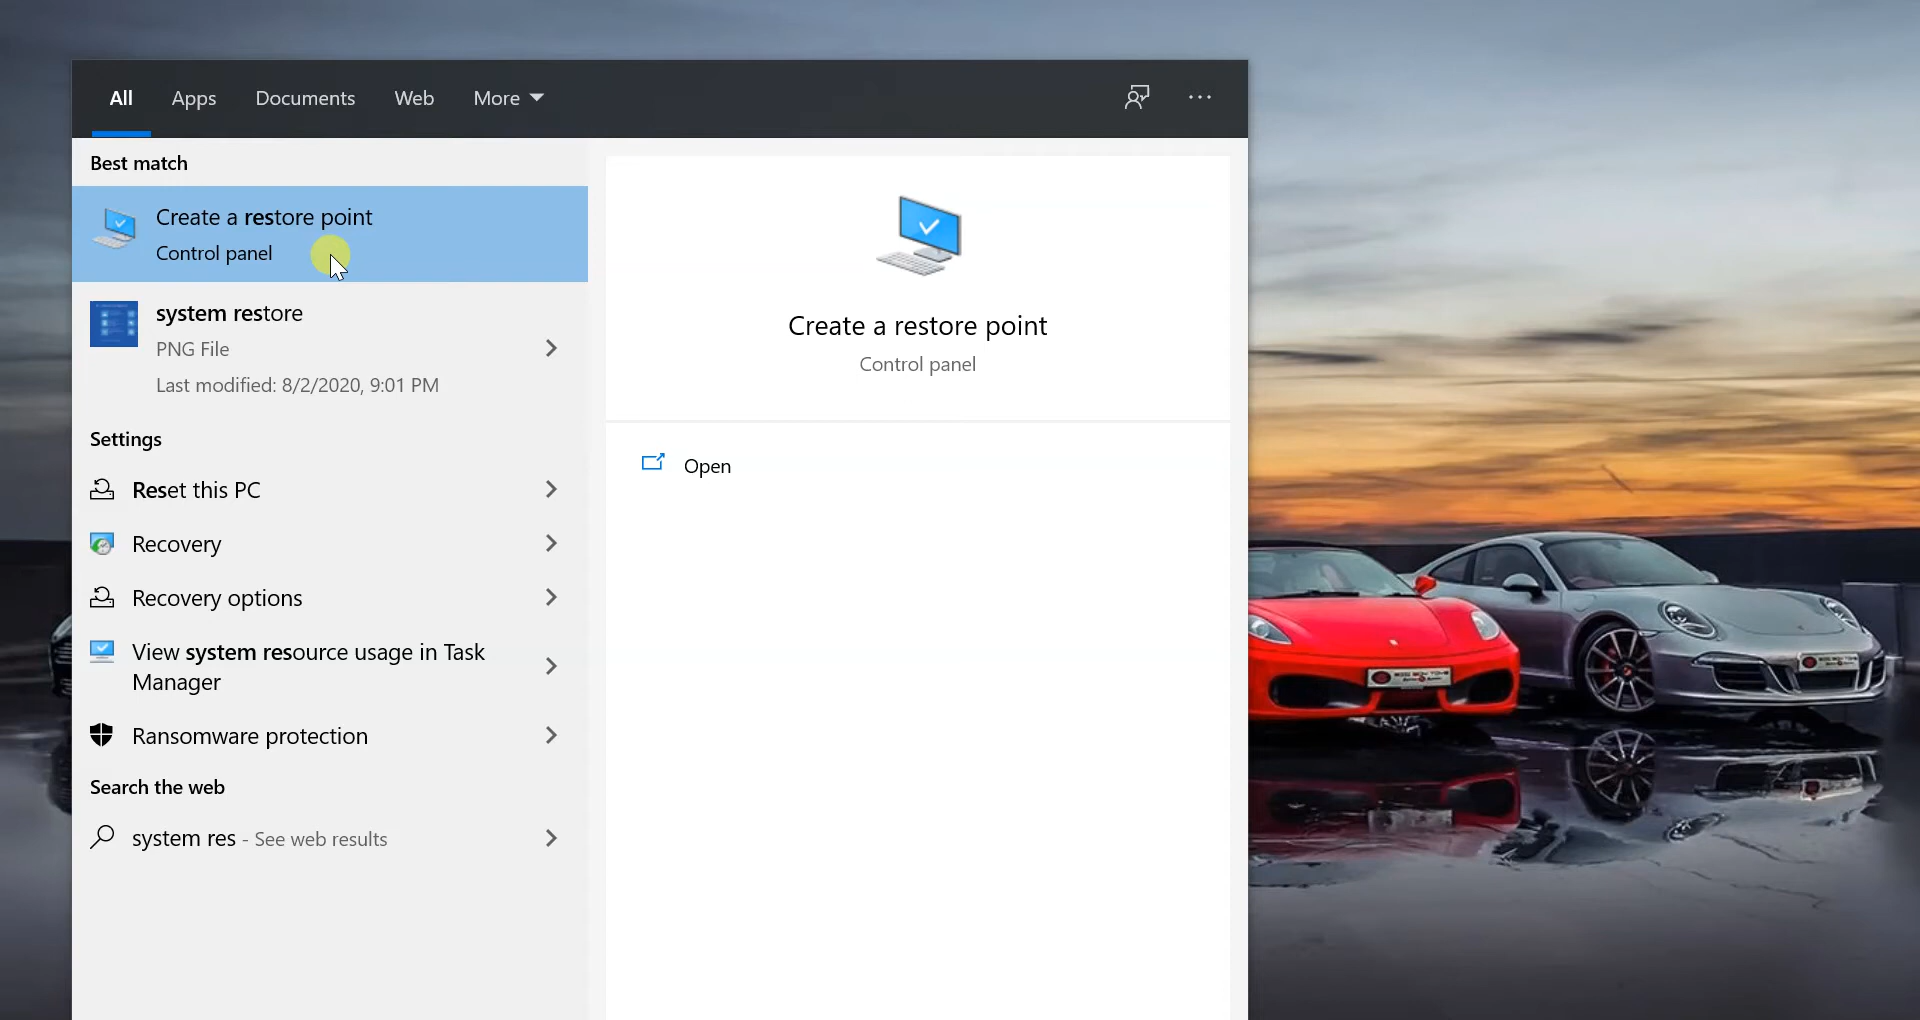 All Apps Documents Web More
Best match
Create a restore point
Control panel
system restore
PNG File
Last modified: 8/2/2020, 9:01 PM
Settings
Reset this PC
Recovery
Recovery options
View system resource usage in Task
Manager
Ransomware protection
Search the web
system res - See web results
Create a restore point
Control panel
Open